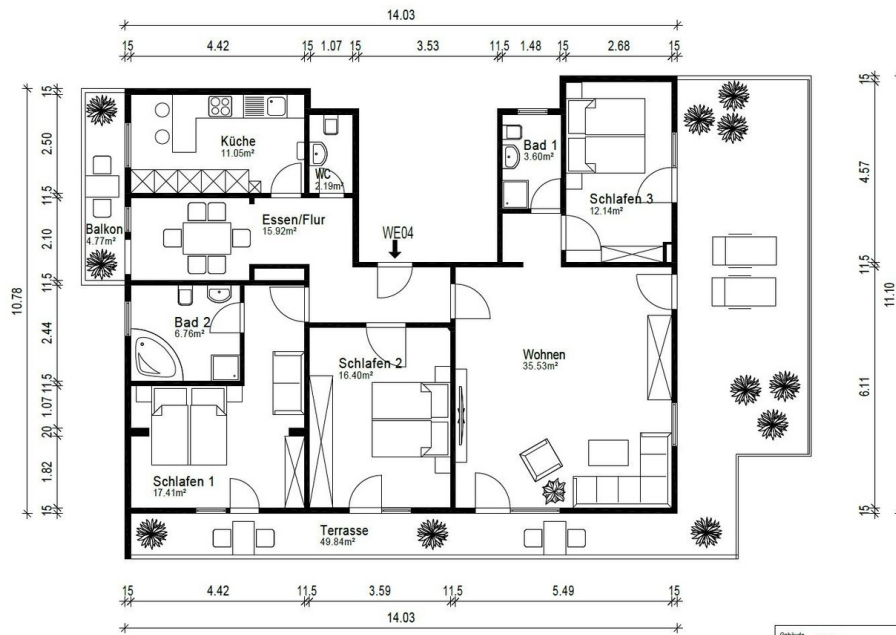 14.03
15 4.42 15 1.07 15 3.53 11.5 1.48 15 2.68 15
Küche
11.05m²
WC
2.19m²
Bad 1
3.60m²
Schlafen 3
12.14m²
Essen/Flur
15.92m²
WE04
Balkon
4.77m²
Bad 2
6.76m²
Schlafen 2
16.40m²
Wohnen
35.53m²
Schlafen 1
17.41m²
Terrasse
49.84m²
10.78
15 2.50 11.5 2.10 11.5 2.44 11.5 1.07 20 1.82 15
15 4.57 11.5 6.11 15
11.10
15 4.42 11.5 3.59 11.5 5.49 15
14.03
Gebäude